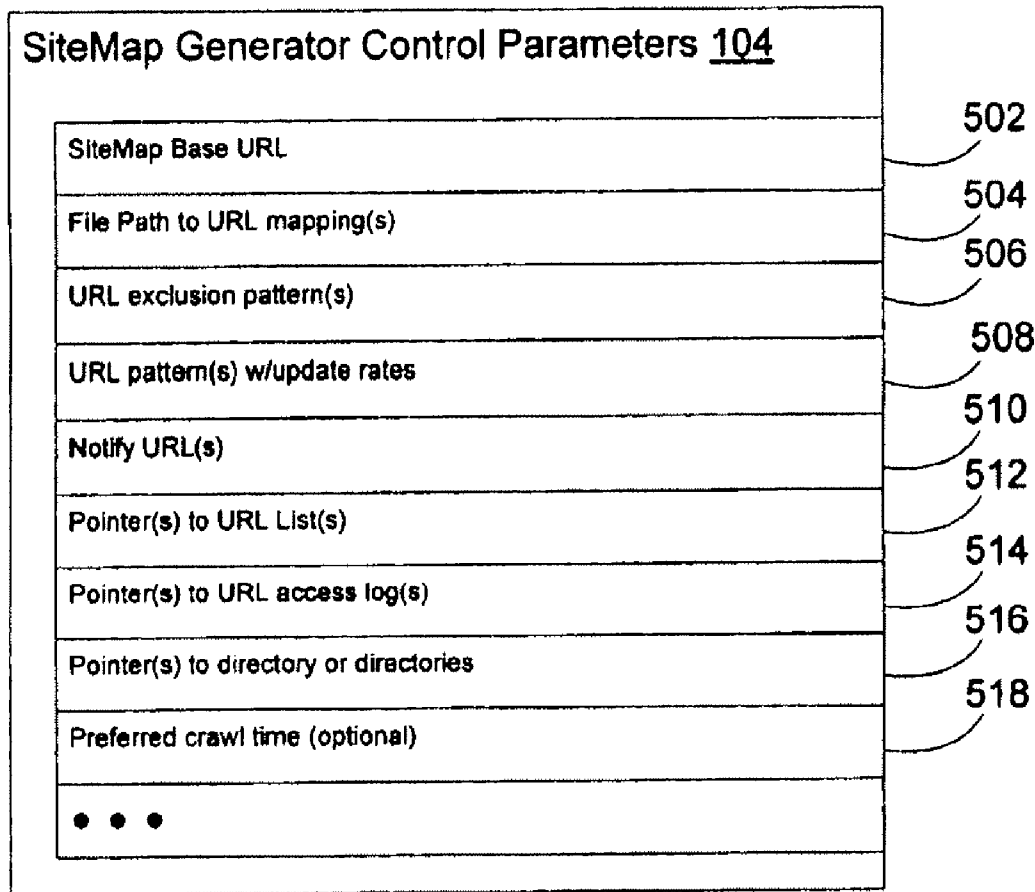 SiteMap Generator Control Parameters 104
SiteMap Base URL
502
File Path to URL mapping(s)
504
URL exclusion pattern(s)
506
URL pattern(s) w/update rates
508
Notify URL(s)
510
Pointer(s) to URL List(s)
512
Pointer(s) to URL access log(s)
514
Pointer(s) to directory or directories
516
Preferred crawl time (optional)
518
● ● ●